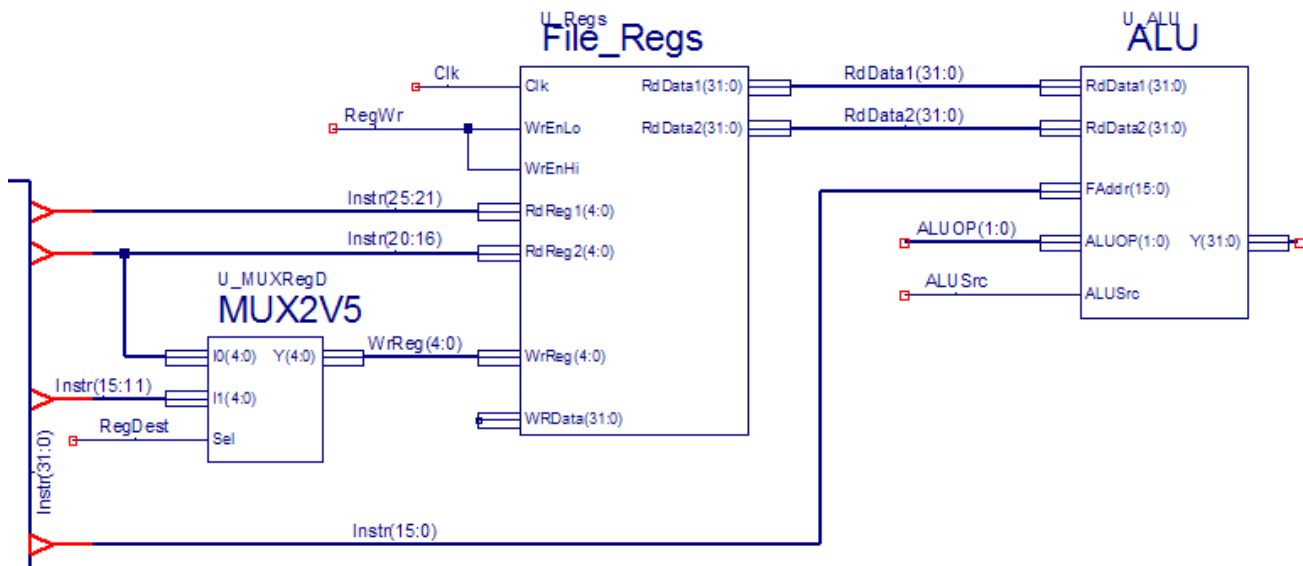 U_Regs
File_Regs
U_ALU
ALU
Clk
Clk
RdData1(31:0)
RdData1(31:0)
RdData1(31:0)
RegWr
WrEnLo
RdData2(31:0)
RdData2(31:0)
RdData2(31:0)
WrEnHi
Instr(25:21)
RdReg1(4:0)
FAddr(15:0)
Instr(20:16)
RdReg2(4:0)
ALUOP(1:0)
ALUOP(1:0)
Y(31:0)
U_MUXRegD
MUX2V5
ALUSrc
ALUSrc
I0(4:0)
Y(4:0)
WrReg(4:0)
WrReg(4:0)
Instr(15:11)
I1(4:0)
WRData(31:0)
RegDest
Sel
Instr(31:0)
Instr(15:0)